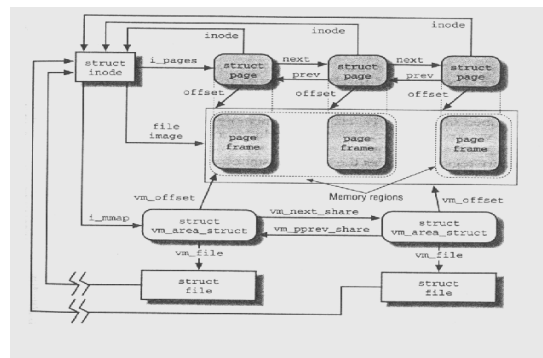 inode
inode
inode
struct
inode
i_pages
struct
page
next
prev
struct
page
next
prev
struct
page
offset
offset
offset
file
image
page
frame
page
frame
page
frame
Memory regions
vm_offset
vm_offset
i_mmap
struct
vm_area_struct
vm_next_share
vm_pprev_share
struct
vm_area_struct
vm_file
vm_file
struct
file
struct
file